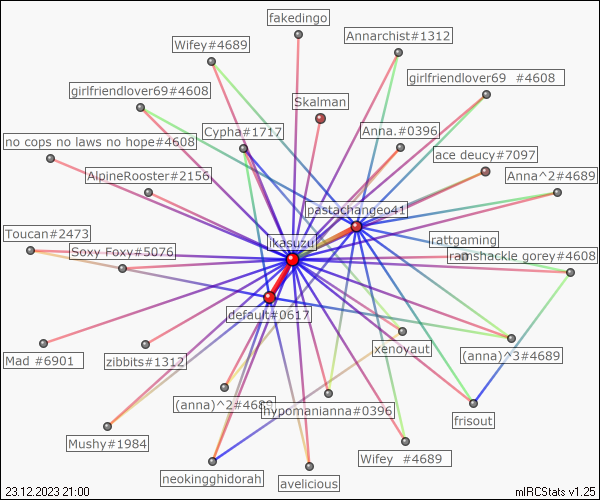 fakedingo
Wifey#4689
Annarchist#1312
girlfriendlover69 #4608
girlfriendlover69#4608
Skalman
Cypha#1717
Anna.#0396
no cops no laws no hope#4608
ace deucy#7097
AlpineRooster#2156
Anna^2#4689
pastachangeo41
Toucan#2473
ikasuzu
rattgaming
Soxy Foxy#5076
ramshackle gorey#4608
default#0617
Mad #6901
zibbits#1312
xenoyaut
(anna)^3#4689
(anna)^2#4689
hypomanianna#0396
frisout
Mushy#1984
Wifey #4689
neokingghidorah
avelicious
23.12.2023 21:00
mIRCStats v1.25